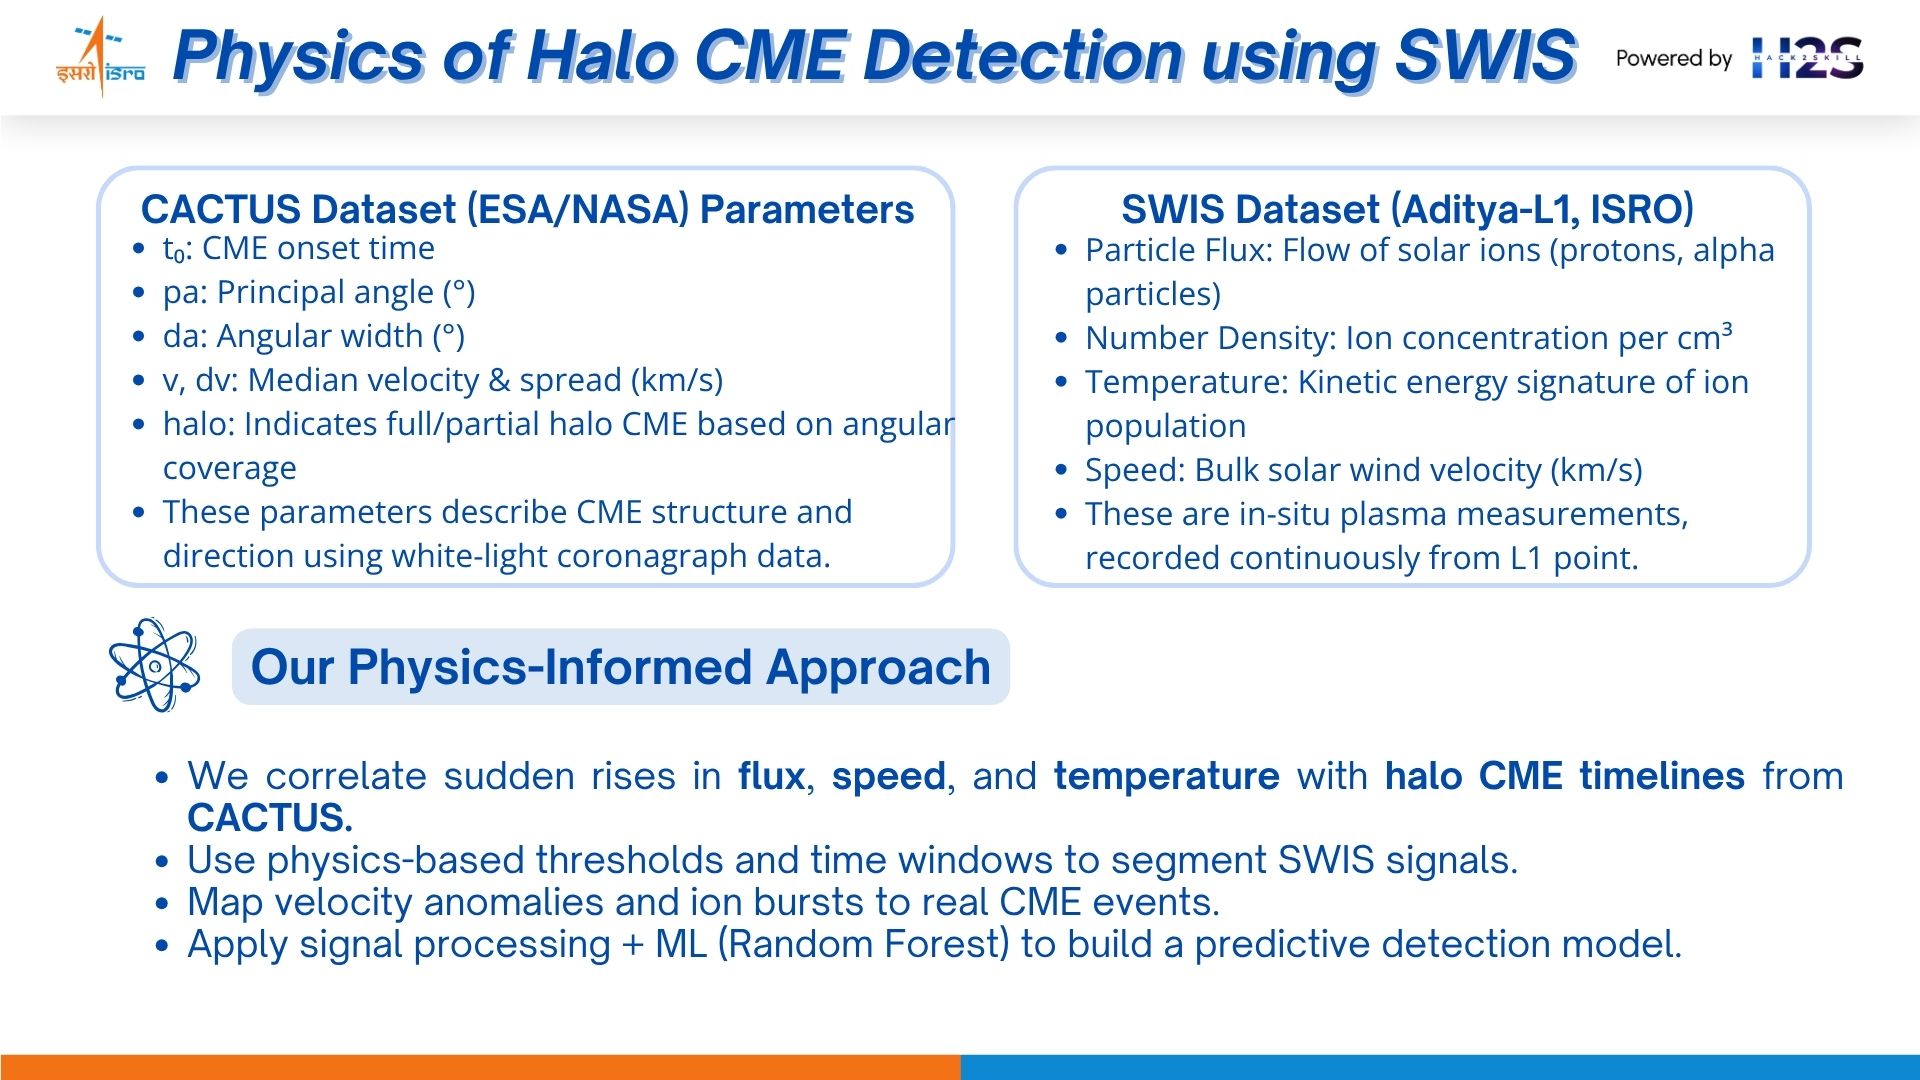 इसरो isro
Physics of Halo CME Detection using SWIS
Powered by H2S
HACK2SKILL
CACTUS Dataset (ESA/NASA) Parameters
• t₀: CME onset time
• pa: Principal angle (°)
• da: Angular width (°)
• v, dv: Median velocity & spread (km/s)
• halo: Indicates full/partial halo CME based on angular
coverage
• These parameters describe CME structure and
direction using white-light coronagraph data.
SWIS Dataset (Aditya-L1, ISRO)
• Particle Flux: Flow of solar ions (protons, alpha
particles)
• Number Density: Ion concentration per cm³
• Temperature: Kinetic energy signature of ion
population
• Speed: Bulk solar wind velocity (km/s)
• These are in-situ plasma measurements,
recorded continuously from L1 point.
Our Physics-Informed Approach
• We correlate sudden rises in flux, speed, and temperature with halo CME timelines from
CACTUS.
• Use physics-based thresholds and time windows to segment SWIS signals.
• Map velocity anomalies and ion bursts to real CME events.
• Apply signal processing + ML (Random Forest) to build a predictive detection model.